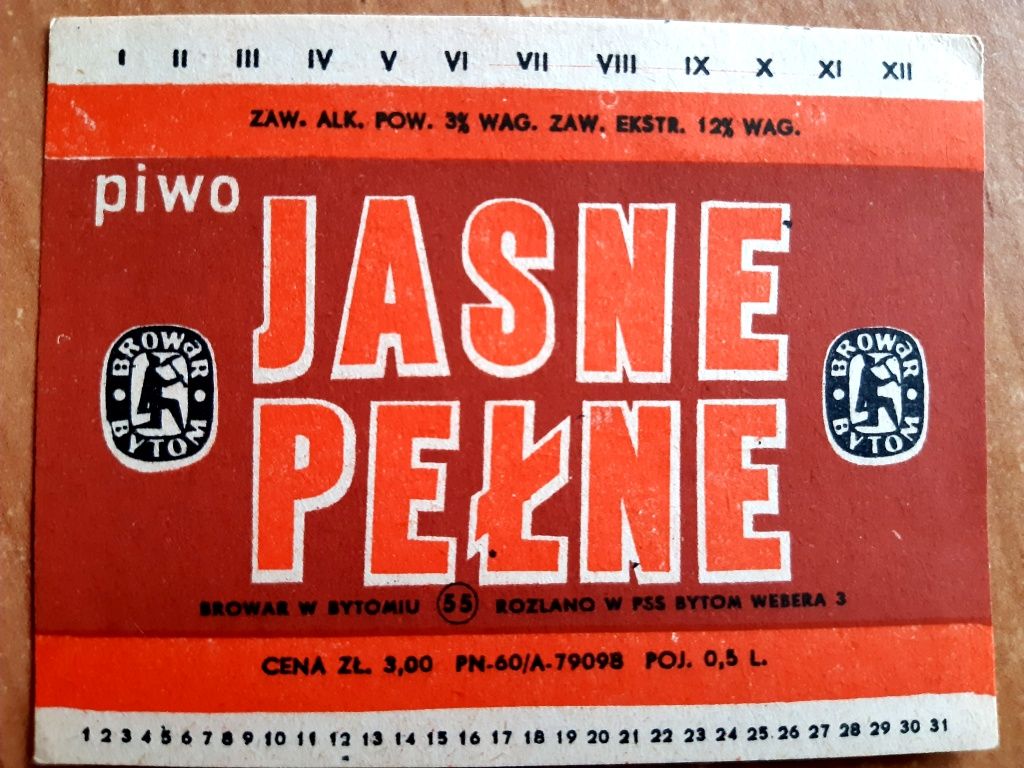 I II III IV V VI VII VIII IX X XI XII
ZAW. ALK. POW. 3% WAG. ZAW. EKSTR. 12% WAG.
piwo
JASNE
PEŁNE
BROWAR BYTOM
BROWAR BYTOM
BROWAR W BYTOMIU 55 ROZLANO W PSS BYTOM WEBERA 3
CENA ZŁ. 3,00 PN-60/A-79098 POJ. 0,5 L.
1 2 3 4 5 6 7 8 9 10 11 12 13 14 15 16 17 18 19 20 21 22 23 24 25 26 27 28 29 30 31